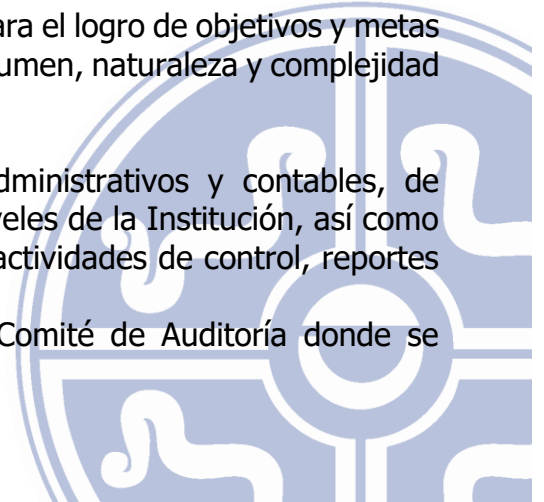 para el logro de objetivos y metas
umen, naturaleza y complejidad
dministrativos y contables, de
veles de la Institución, así como
actividades de control, reportes
Comité de Auditoría donde se